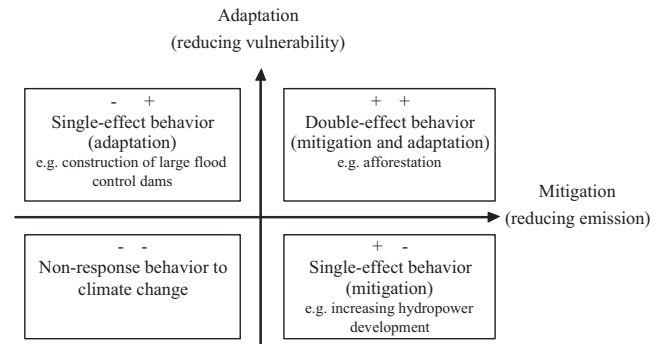 Adaptation
(reducing vulnerability)
- +
Single-effect behavior
(adaptation)
e.g. construction of large flood
control dams
+ +
Double-effect behavior
(mitigation and adaptation)
e.g. afforestation
Mitigation
(reducing emission)
- -
Non-response behavior to
climate change
+ -
Single-effect behavior
(mitigation)
e.g. increasing hydropower
development